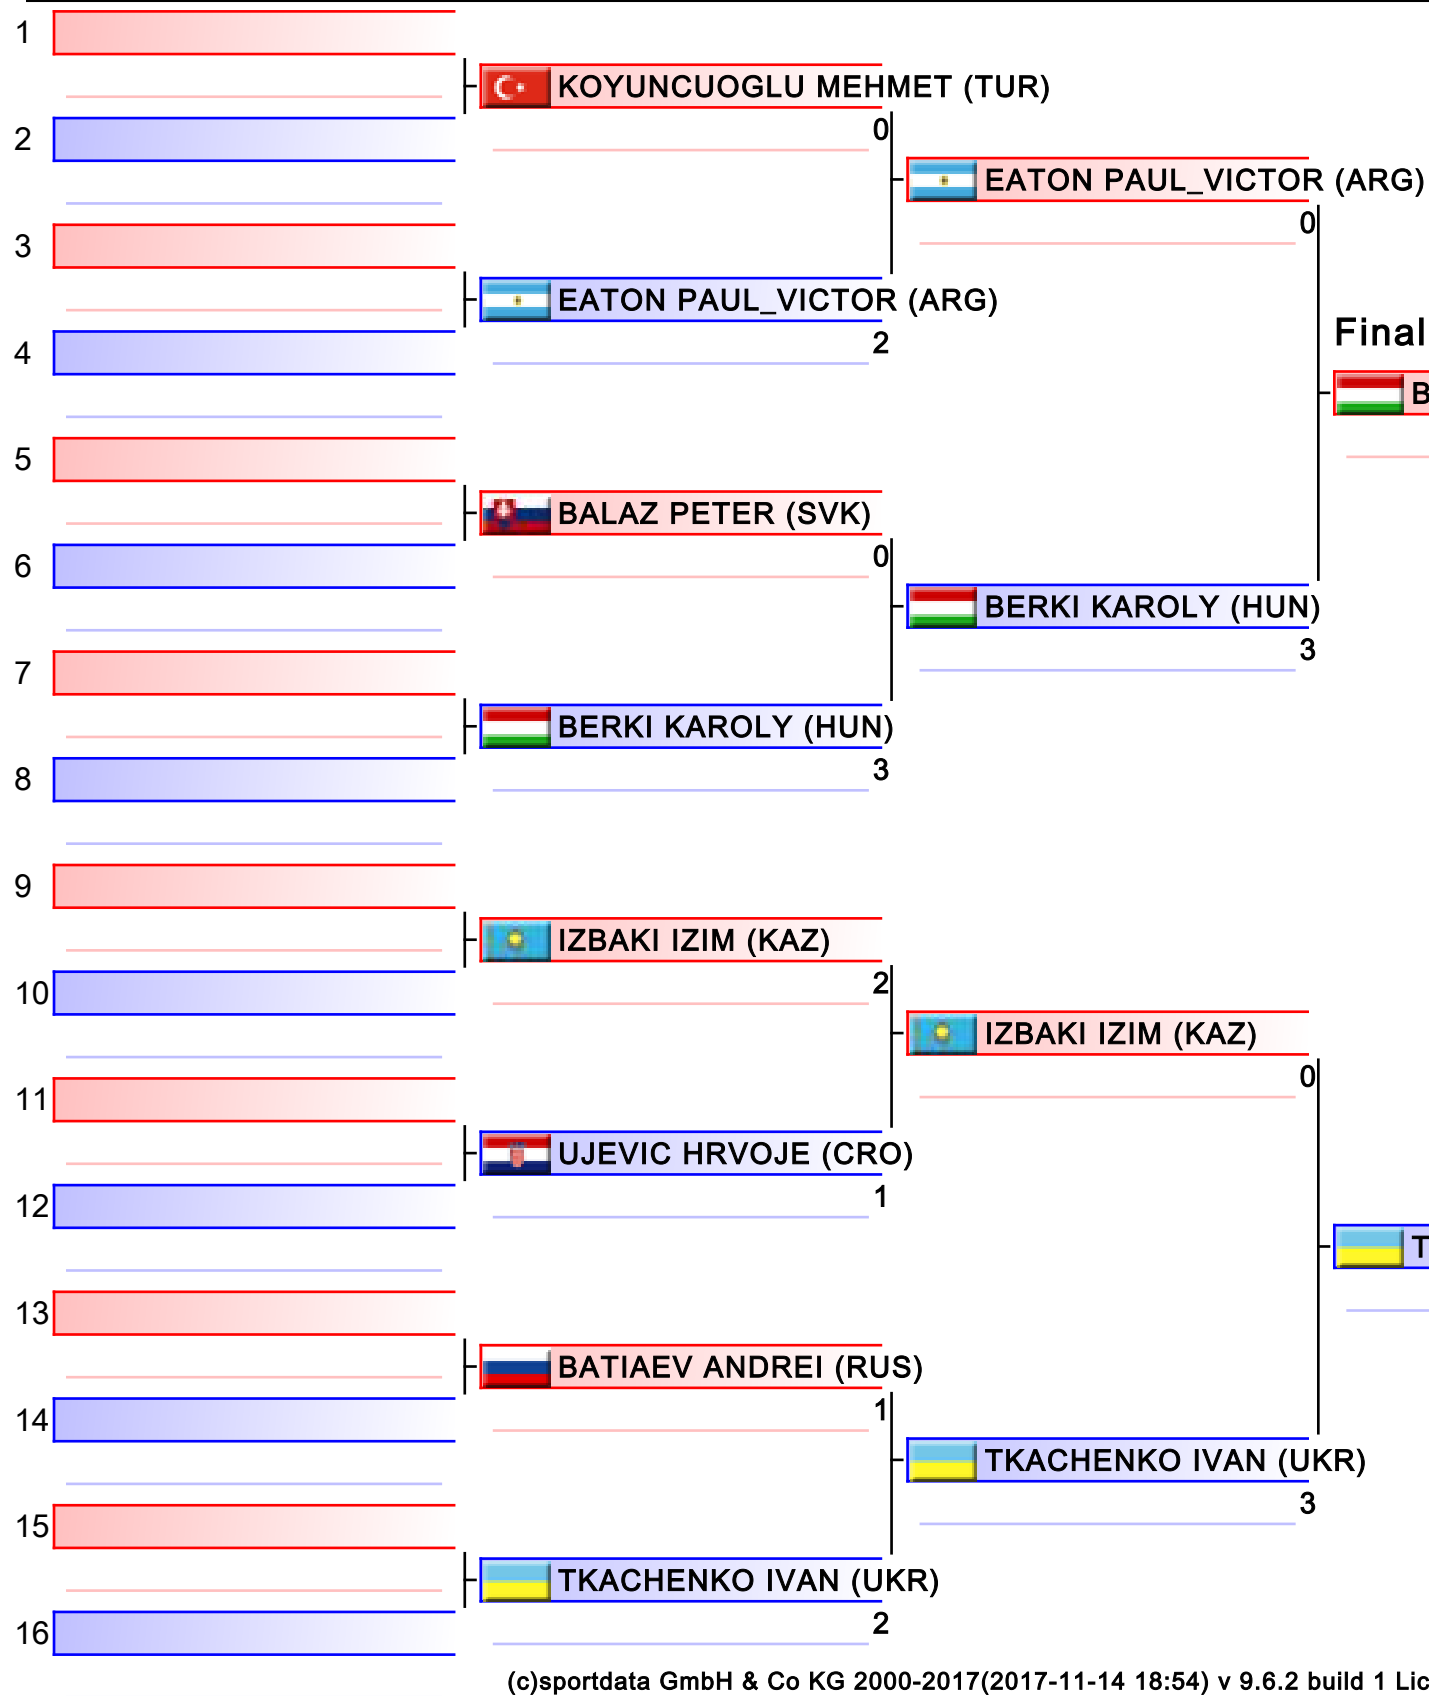 1
KOYUNCUOGLU MEHMET (TUR)
0
2
EATON PAUL_VICTOR (ARG)
0
3
EATON PAUL_VICTOR (ARG)
2
4
Final
B
5
BALAZ PETER (SVK)
0
6
BERKI KAROLY (HUN)
3
7
BERKI KAROLY (HUN)
3
8
9
IZBAKI IZIM (KAZ)
2
10
IZBAKI IZIM (KAZ)
0
11
UJEVIC HRVOJE (CRO)
1
12
T
13
BATIAEV ANDREI (RUS)
1
14
TKACHENKO IVAN (UKR)
3
15
TKACHENKO IVAN (UKR)
2
16
(c)sportdata GmbH & Co KG 2000-2017(2017-11-14 18:54) v 9.6.2 build 1 Lic